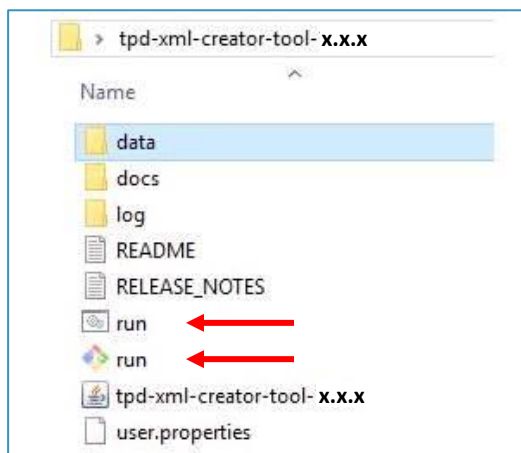 > tpd-xml-creator-tool- x.x.x
Name
data
docs
log
README
RELEASE_NOTES
run
run
tpd-xml-creator-tool- x.x.x
user.properties